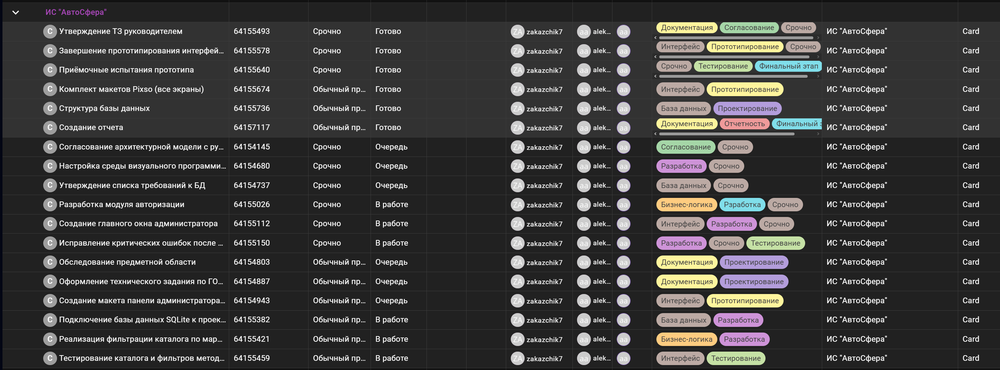 ИС "АвтоСфера"
С Утверждение ТЗ руководителем 64155493 Срочно Готово ZA zakazchik7 aa alek... aa Документация Согласование Срочно ИС "АвтоСфера" Card
С Завершение прототипирования интерфей... 64155578 Срочно Готово ZA zakazchik7 aa alek... aa Интерфейс Прототипирование Срочно ИС "АвтоСфера" Card
С Приёмочные испытания прототипа 64155640 Срочно Готово ZA zakazchik7 aa alek... aa Срочно Тестирование Финальный этап ИС "АвтоСфера" Card
С Комплект макетов Pixso (все экраны) 64155674 Обычный пр... Готово ZA zakazchik7 aa alek... aa Интерфейс Прототипирование ИС "АвтоСфера" Card
С Структура базы данных 64155736 Обычный пр... Готово ZA zakazchik7 aa alek... aa База данных Проектирование ИС "АвтоСфера" Card
С Создание отчета 64157117 Обычный пр... Готово ZA zakazchik7 aa alek... aa Документация Отчетность Финальный э ИС "АвтоСфера" Card
С Согласование архитектурной модели с ру... 64154145 Срочно Очередь ZA zakazchik7 aa alek... aa Согласование Срочно ИС "АвтоСфера" Card
С Настройка среды визуального программи... 64154680 Срочно Очередь ZA zakazchik7 aa alek... aa Разработка Срочно ИС "АвтоСфера" Card
С Утверждение списка требований к БД 64154737 Срочно Очередь ZA zakazchik7 aa alek... aa База данных Срочно ИС "АвтоСфера" Card
С Разработка модуля авторизации 64155026 Срочно В работе ZA zakazchik7 aa alek... aa Бизнес-логика Рзработка Срочно ИС "АвтоСфера" Card
С Создание главного окна администратора 64155112 Срочно В работе ZA zakazchik7 aa alek... aa Интерфейс Разработка Срочно ИС "АвтоСфера" Card
С Исправление критических ошибок после ... 64155150 Срочно В работе ZA zakazchik7 aa alek... aa Разработка Срочно Тестирование ИС "АвтоСфера" Card
С Обследование предметной области 64154803 Обычный пр... Очередь ZA zakazchik7 aa alek... aa Документация Проектирование ИС "АвтоСфера" Card
С Оформление технического задания по ГО... 64154887 Обычный пр... Очередь ZA zakazchik7 aa alek... aa Документация Проектирование ИС "АвтоСфера" Card
С Создание макета панели администратора... 64154943 Обычный пр... Очередь ZA zakazchik7 aa alek... aa Интерфейс Прототипирование ИС "АвтоСфера" Card
С Подключение базы данных SQLite к проек... 64155382 Обычный пр... В работе ZA zakazchik7 aa alek... aa База данных Разработка ИС "АвтоСфера" Card
С Реализация фильтрации каталога по мар... 64155421 Обычный пр... В работе ZA zakazchik7 aa alek... aa Бизнес-логика Разработка ИС "АвтоСфера" Card
С Тестирование каталога и фильтров метод... 64155459 Обычный пр... В работе ZA zakazchik7 aa alek... aa Интерфейс Тестирование ИС "АвтоСфера" Card